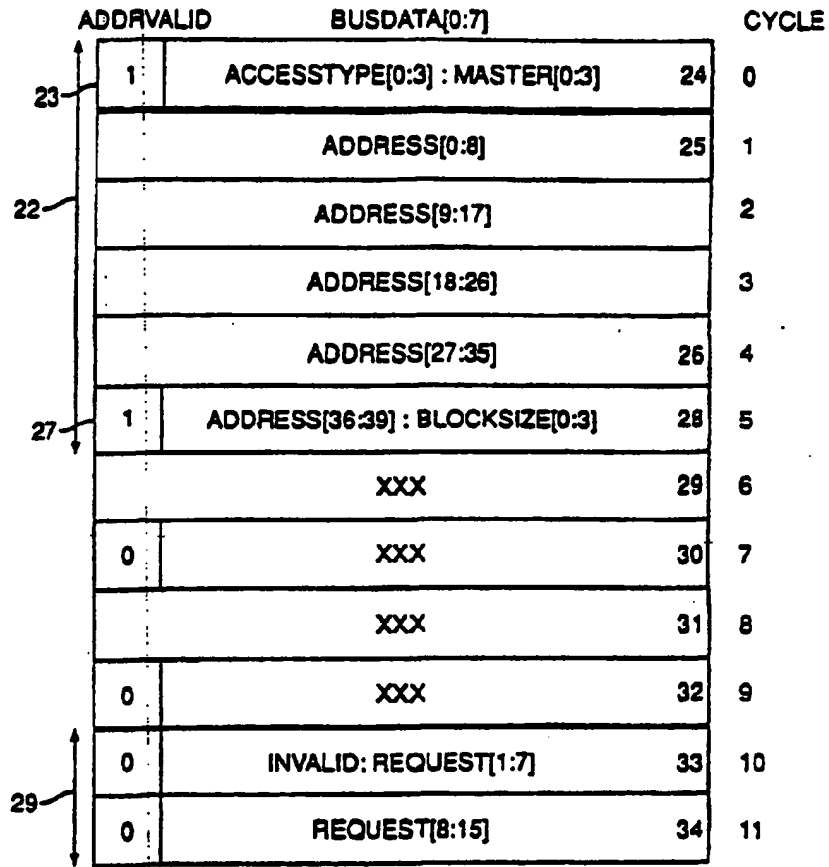 ADDRVALID BUSDATA[0:7] CYCLE
23 1 ACCESSTYPE[0:3] : MASTER[0:3] 24 0
ADDRESS[0:8] 25 1
22 ADDRESS[9:17] 2
ADDRESS[18:26] 3
ADDRESS[27:35] 26 4
27 1 ADDRESS[36:39] : BLOCKSIZE[0:3] 28 5
XXX 29 6
0 XXX 30 7
XXX 31 8
0 XXX 32 9
0 INVALID: REQUEST[1:7] 33 10
29
0 REQUEST[8:15] 34 11